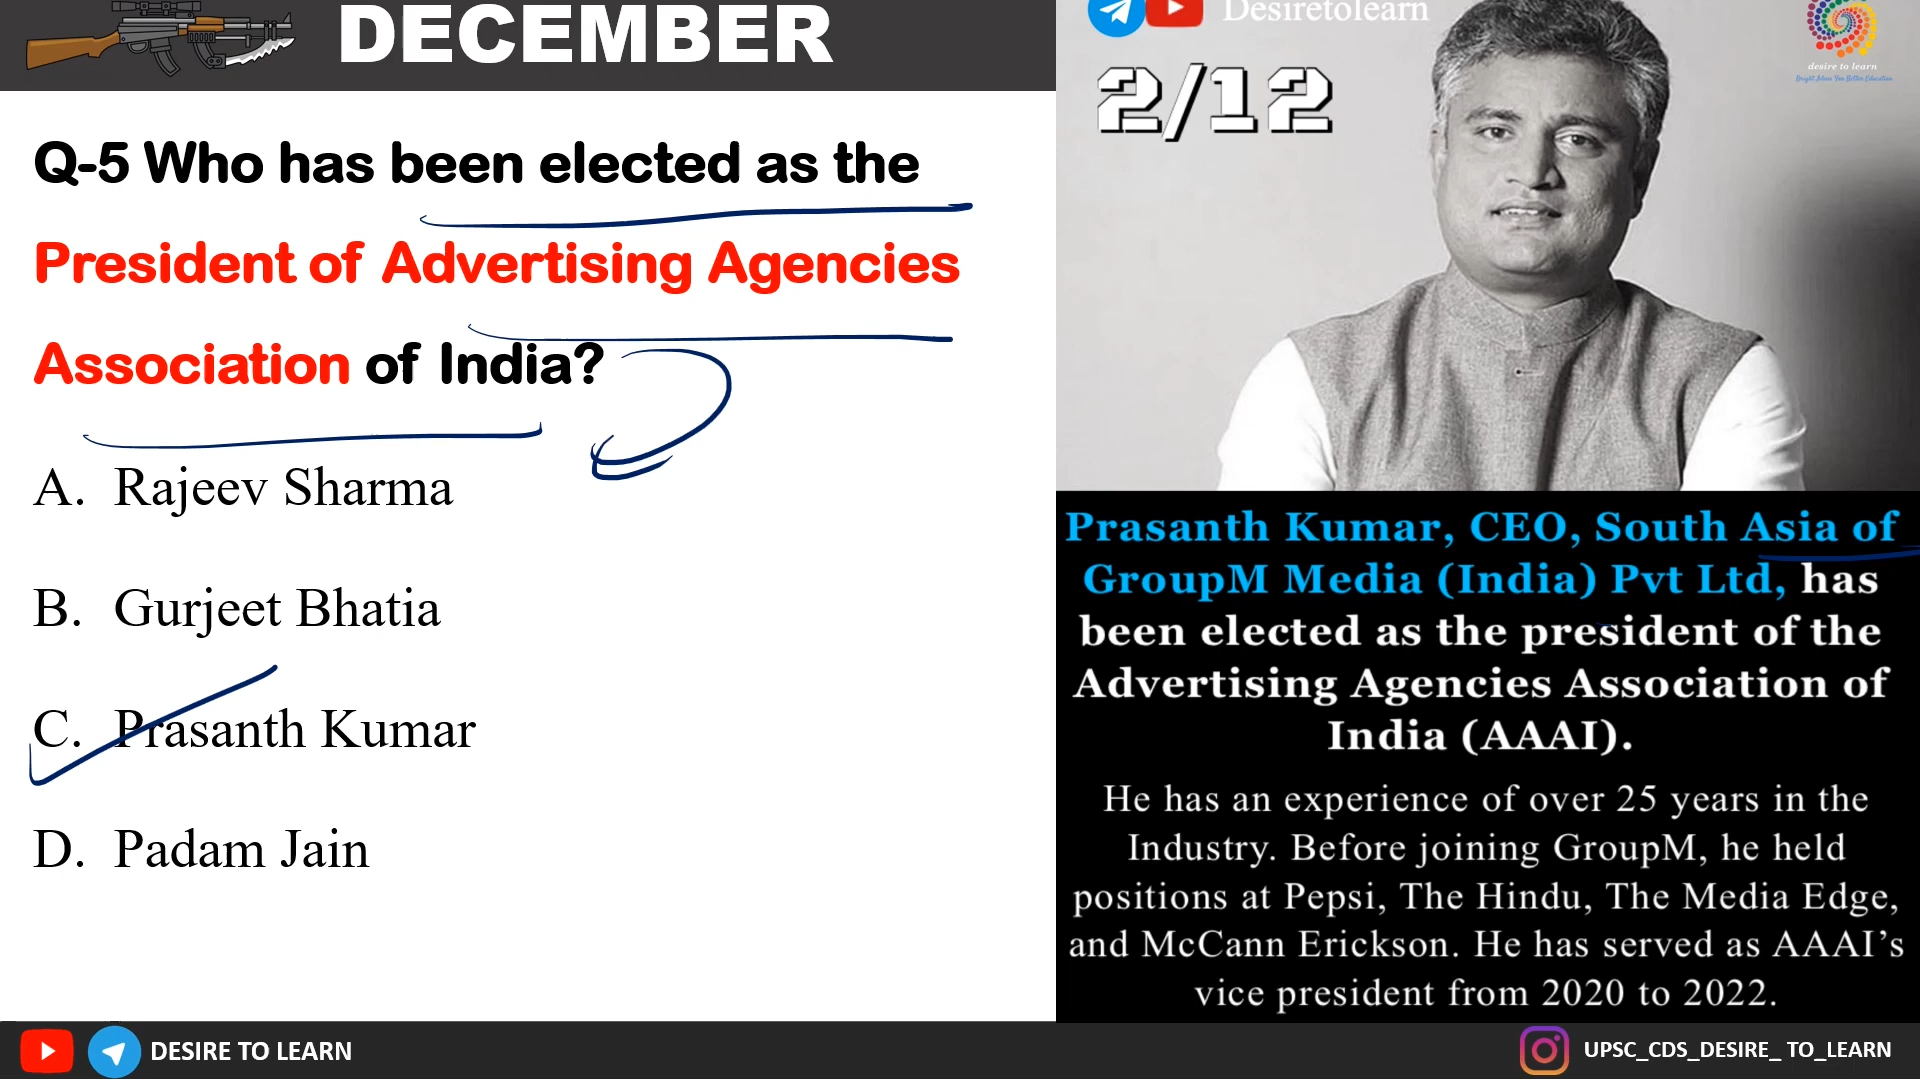 DECEMBER
Q-5 Who has been elected as the
President of Advertising Agencies
Association of India?
A. Rajeev Sharma
B. Gurjeet Bhatia
C. Prasanth Kumar
D. Padam Jain
Desiretolearn
2/12
desire to learn
Bright Ideas For Better Education
Prasanth Kumar, CEO, South Asia of
GroupM Media (India) Pvt Ltd, has
been elected as the president of the
Advertising Agencies Association of
India (AAAI).
He has an experience of over 25 years in the
Industry. Before joining GroupM, he held
positions at Pepsi, The Hindu, The Media Edge,
and McCann Erickson. He has served as AAAI’s
vice president from 2020 to 2022.
DESIRE TO LEARN
UPSC_CDS_DESIRE_ TO_LEARN